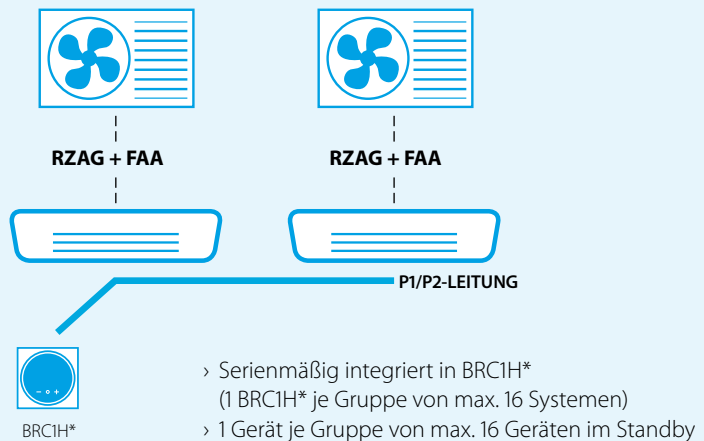 RZAG + FAA
RZAG + FAA
P1/P2-LEITUNG
BRC1H*
› Serienmäßig integriert in BRC1H*
(1 BRC1H* je Gruppe von max. 16 Systemen)
› 1 Gerät je Gruppe von max. 16 Geräten im Standby